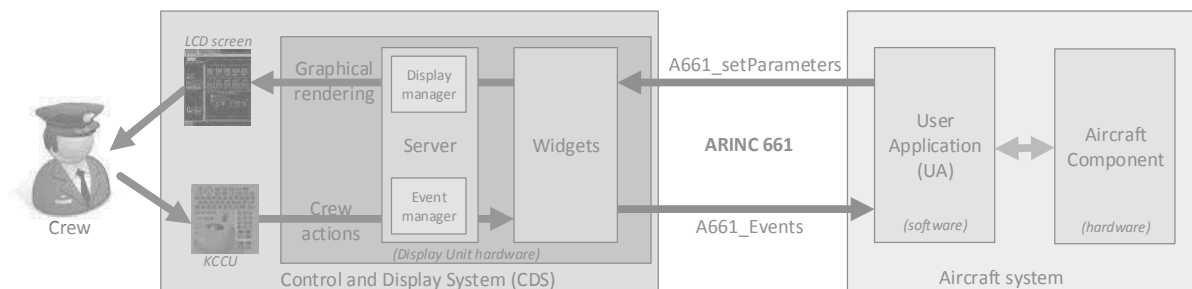 LCD screen
Graphical
rendering
Display
manager
Server
Event
manager
Crew
actions
Widgets
(Display Unit hardware)
KCCU
Crew
Control and Display System (CDS)
A661_setParameters
ARINC 661
A661_Events
User
Application
(UA)
(software)
Aircraft
Component
(hardware)
Aircraft system